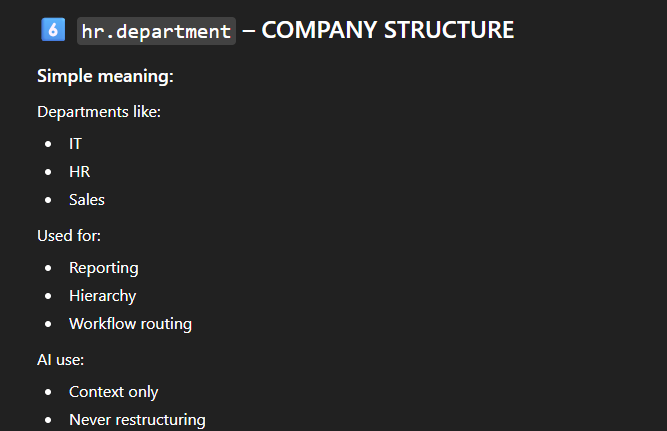 6 hr.department – COMPANY STRUCTURE
Simple meaning:
Departments like:
• IT
• HR
• Sales
Used for:
• Reporting
• Hierarchy
• Workflow routing
AI use:
• Context only
• Never restructuring